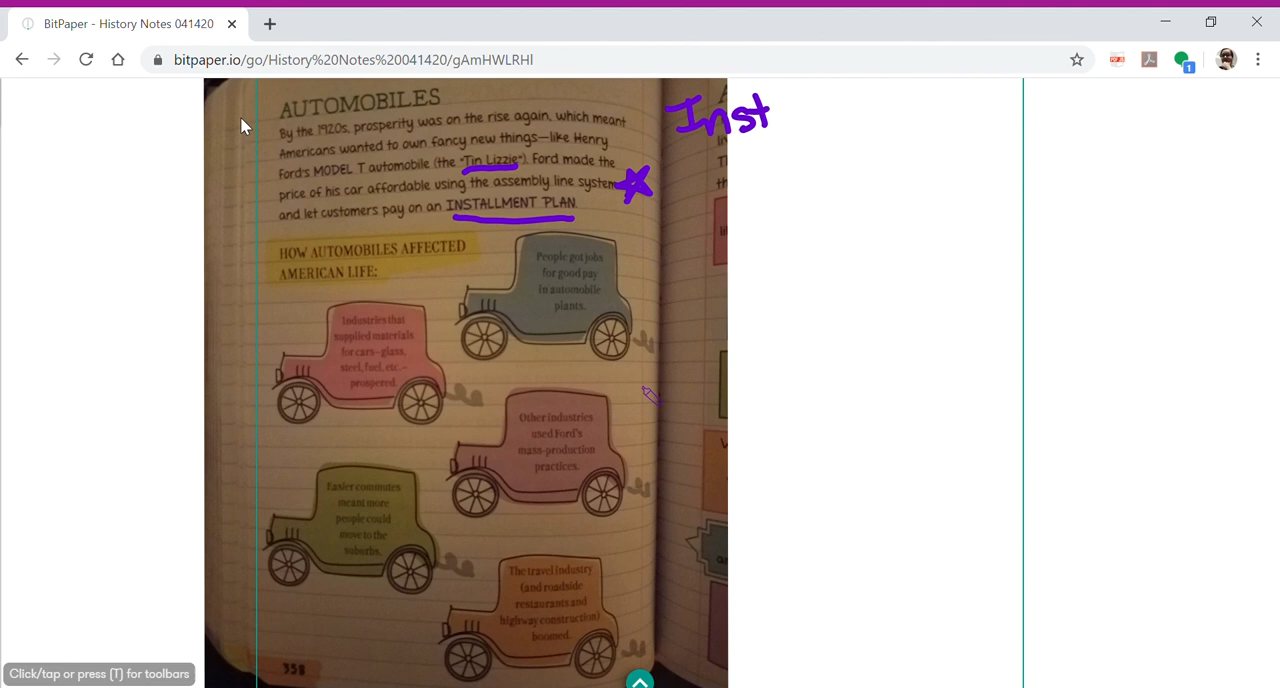 BitPaper - History Notes 041420
bitpaper.io/go/History%20Notes%20041420/gAmHWLRHl
1
AUTOMOBILES
By the 1920s, prosperity was on the rise again, which meant
Americans wanted to own fancy new things—like Henry
Ford's MODEL T automobile (the "Tin Lizzie"). Ford made the
price of his car affordable using the assembly line system
and let customers pay on an INSTALLMENT PLAN.
Inst
HOW AUTOMOBILES AFFECTED
AMERICAN LIFE:
People got jobs
for good pay
in automobile
plants.
Industries that
supplied materials
for cars—glass,
steel, fuel, etc.—
prospered.
Other industries
used Ford's
mass-production
practices.
Easier commutes
meant more
people could
move to the
suburbs.
The travel industry
(and roadside
restaurants and
highway construction)
boomed.
358
Click/tap or press (T) for toolbars